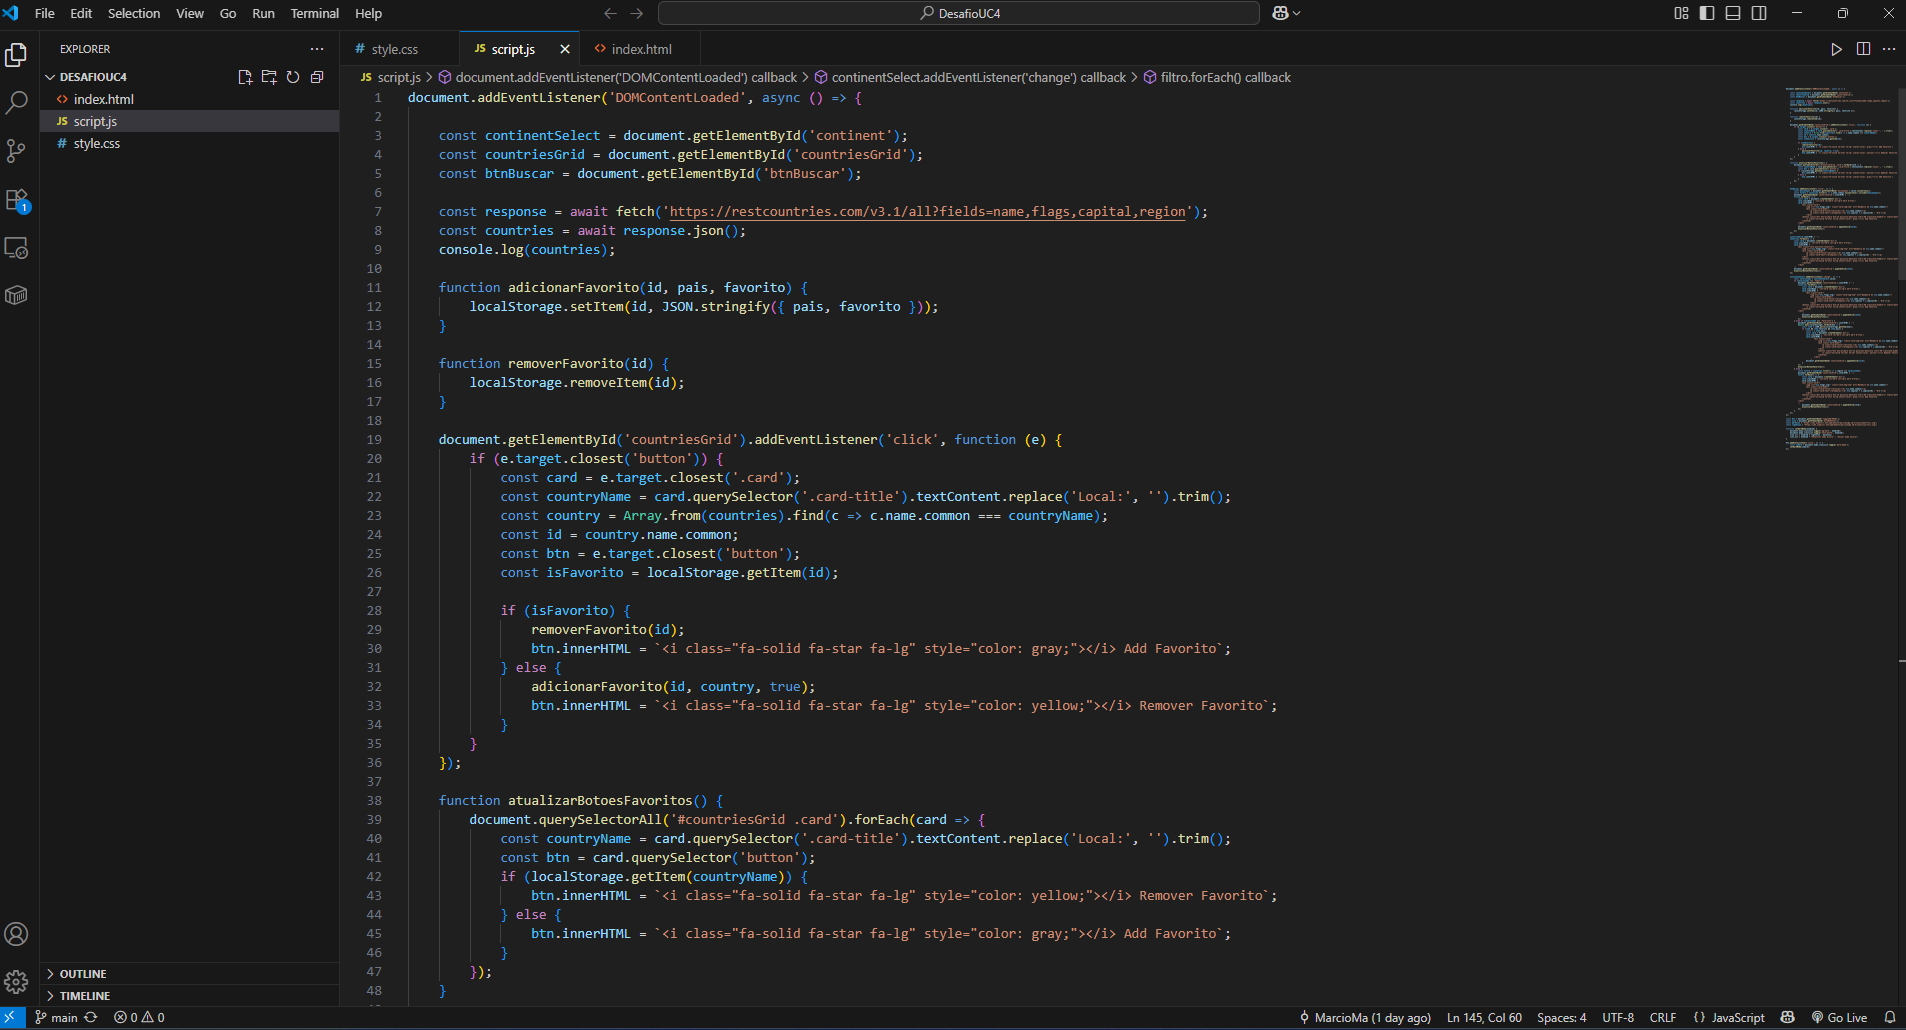 File Edit Selection View Go Run Terminal Help
DesafioUC4
EXPLORER
DESAFIOUC4
<> index.html
JS script.js
# style.css
OUTLINE
TIMELINE
1
# style.css
JS script.js
<> index.html
JS script.js > document.addEventListener('DOMContentLoaded') callback > continentSelect.addEventListener('change') callback > filtro.forEach() callback
1 document.addEventListener('DOMContentLoaded', async () => {
2
3 const continentSelect = document.getElementById('continent');
4 const countriesGrid = document.getElementById('countriesGrid');
5 const btnBuscar = document.getElementById('btnBuscar');
6
7 const response = await fetch('https://restcountries.com/v3.1/all?fields=name,flags,capital,region');
8 const countries = await response.json();
9 console.log(countries);
10
11 function adicionarFavorito(id, pais, favorito) {
12 localStorage.setItem(id, JSON.stringify({ pais, favorito }));
13 }
14
15 function removerFavorito(id) {
16 localStorage.removeItem(id);
17 }
18
19 document.getElementById('countriesGrid').addEventListener('click', function (e) {
20 if (e.target.closest('button')) {
21 const card = e.target.closest('.card');
22 const countryName = card.querySelector('.card-title').textContent.replace('Local:', '').trim();
23 const country = Array.from(countries).find(c => c.name.common === countryName);
24 const id = country.name.common;
25 const btn = e.target.closest('button');
26 const isFavorito = localStorage.getItem(id);
27
28 if (isFavorito) {
29 removerFavorito(id);
30 btn.innerHTML = `<i class="fa-solid fa-star fa-lg" style="color: gray;"></i> Add Favorito`;
31 } else {
32 adicionarFavorito(id, country, true);
33 btn.innerHTML = `<i class="fa-solid fa-star fa-lg" style="color: yellow;"></i> Remover Favorito`;
34 }
35 }
36 });
37
38 function atualizarBotoesFavoritos() {
39 document.querySelectorAll('#countriesGrid .card').forEach(card => {
40 const countryName = card.querySelector('.card-title').textContent.replace('Local:', '').trim();
41 const btn = card.querySelector('button');
42 if (localStorage.getItem(countryName)) {
43 btn.innerHTML = `<i class="fa-solid fa-star fa-lg" style="color: yellow;"></i> Remover Favorito`;
44 } else {
45 btn.innerHTML = `<i class="fa-solid fa-star fa-lg" style="color: gray;"></i> Add Favorito`;
46 }
47 });
48 }
main 0 0 MarcioMa (1 day ago) Ln 145, Col 60 Spaces: 4 UTF-8 CRLF {} JavaScript Go Live